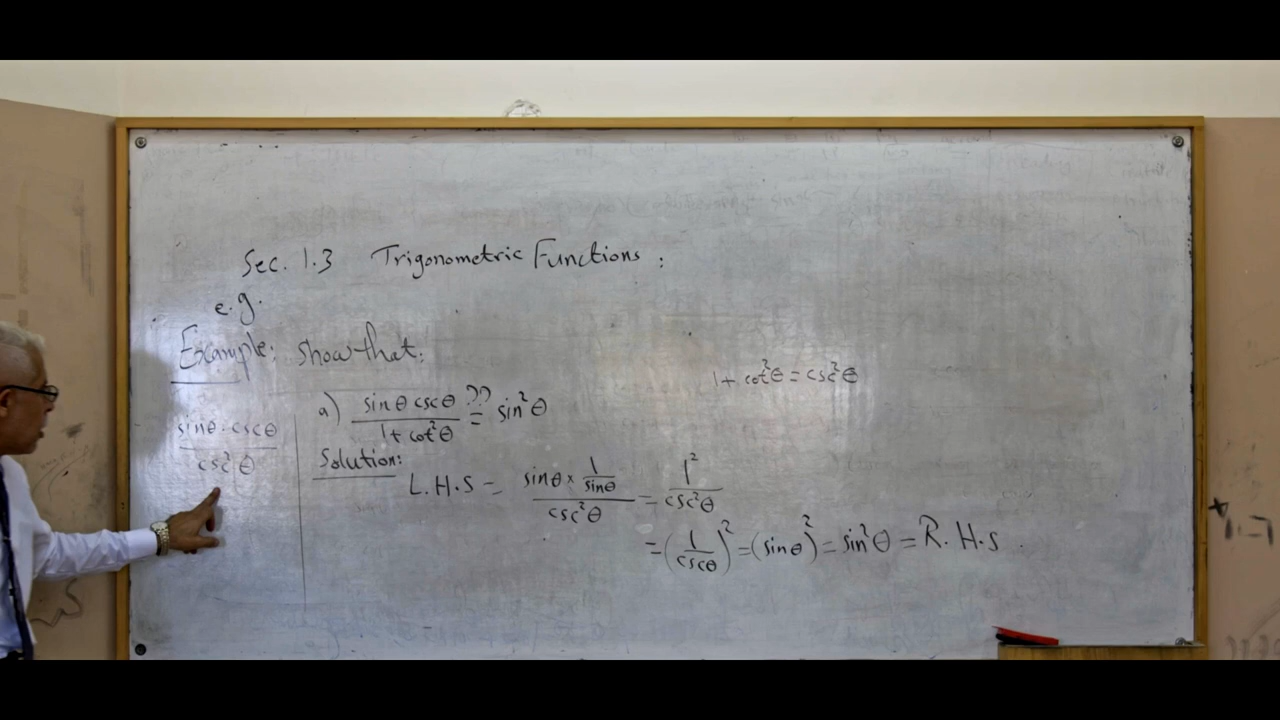 Sec. 1.3 Trigonometric Functions :
e.g.
Example: Show that:
1 + cot²θ = csc²θ
a) (sinθ cscθ)/(1 + cot²θ) =?? sin²θ
(sinθ · cscθ)/(csc²θ)
Solution:
L.H.S = (sinθ × 1/sinθ)/(csc²θ) = 1²/(csc²θ)
= (1/cscθ)² = (sinθ)² = sin²θ = R.H.S.